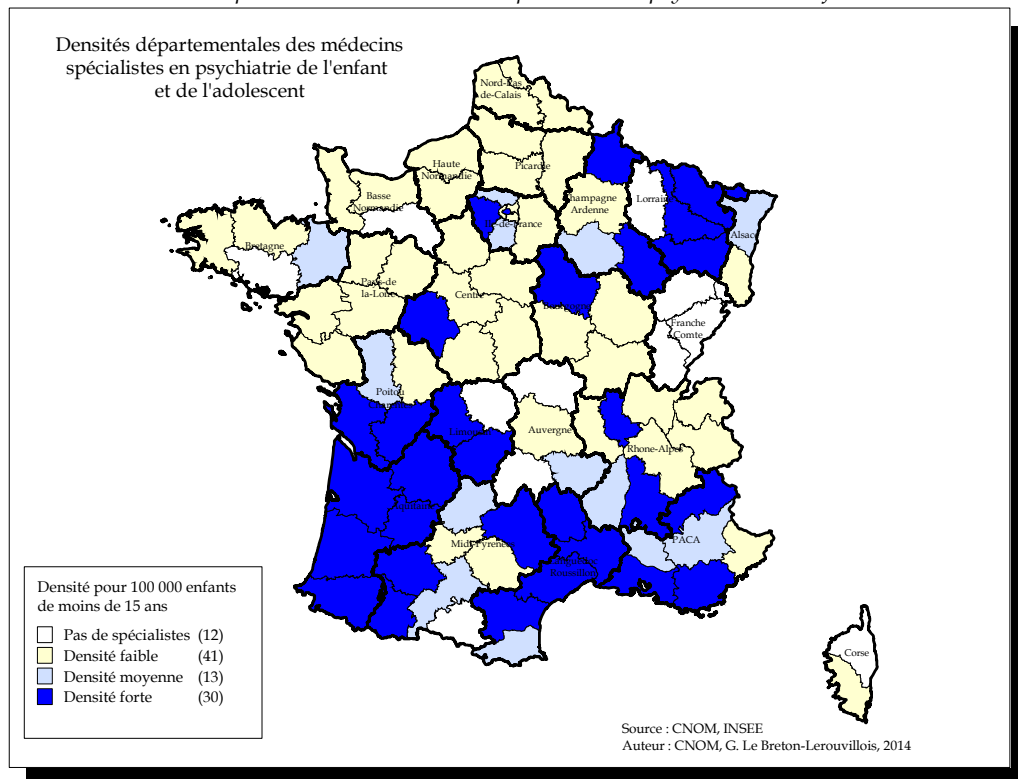 Densités départementales des médecins
spécialistes en psychiatrie de l'enfant
et de l'adolescent
Nord-Pas
de-Calais
Haute
Normandie
Picardie
Basse
Normandie
Champagne
Ardenne
Lorraine
Ile-de-France
Alsace
Bretagne
Pays-de
la-Loire
Centre
Franche
Comte
Poitou
Auvergne
Rhone-Alpes
Midi-Pyrenees
PACA
Corse
Densité pour 100 000 enfants
de moins de 15 ans
Pas de spécialistes (12)
Densité faible (41)
Densité moyenne (13)
Densité forte (30)
Source : CNOM, INSEE
Auteur : CNOM, G. Le Breton-Lerouvillois, 2014